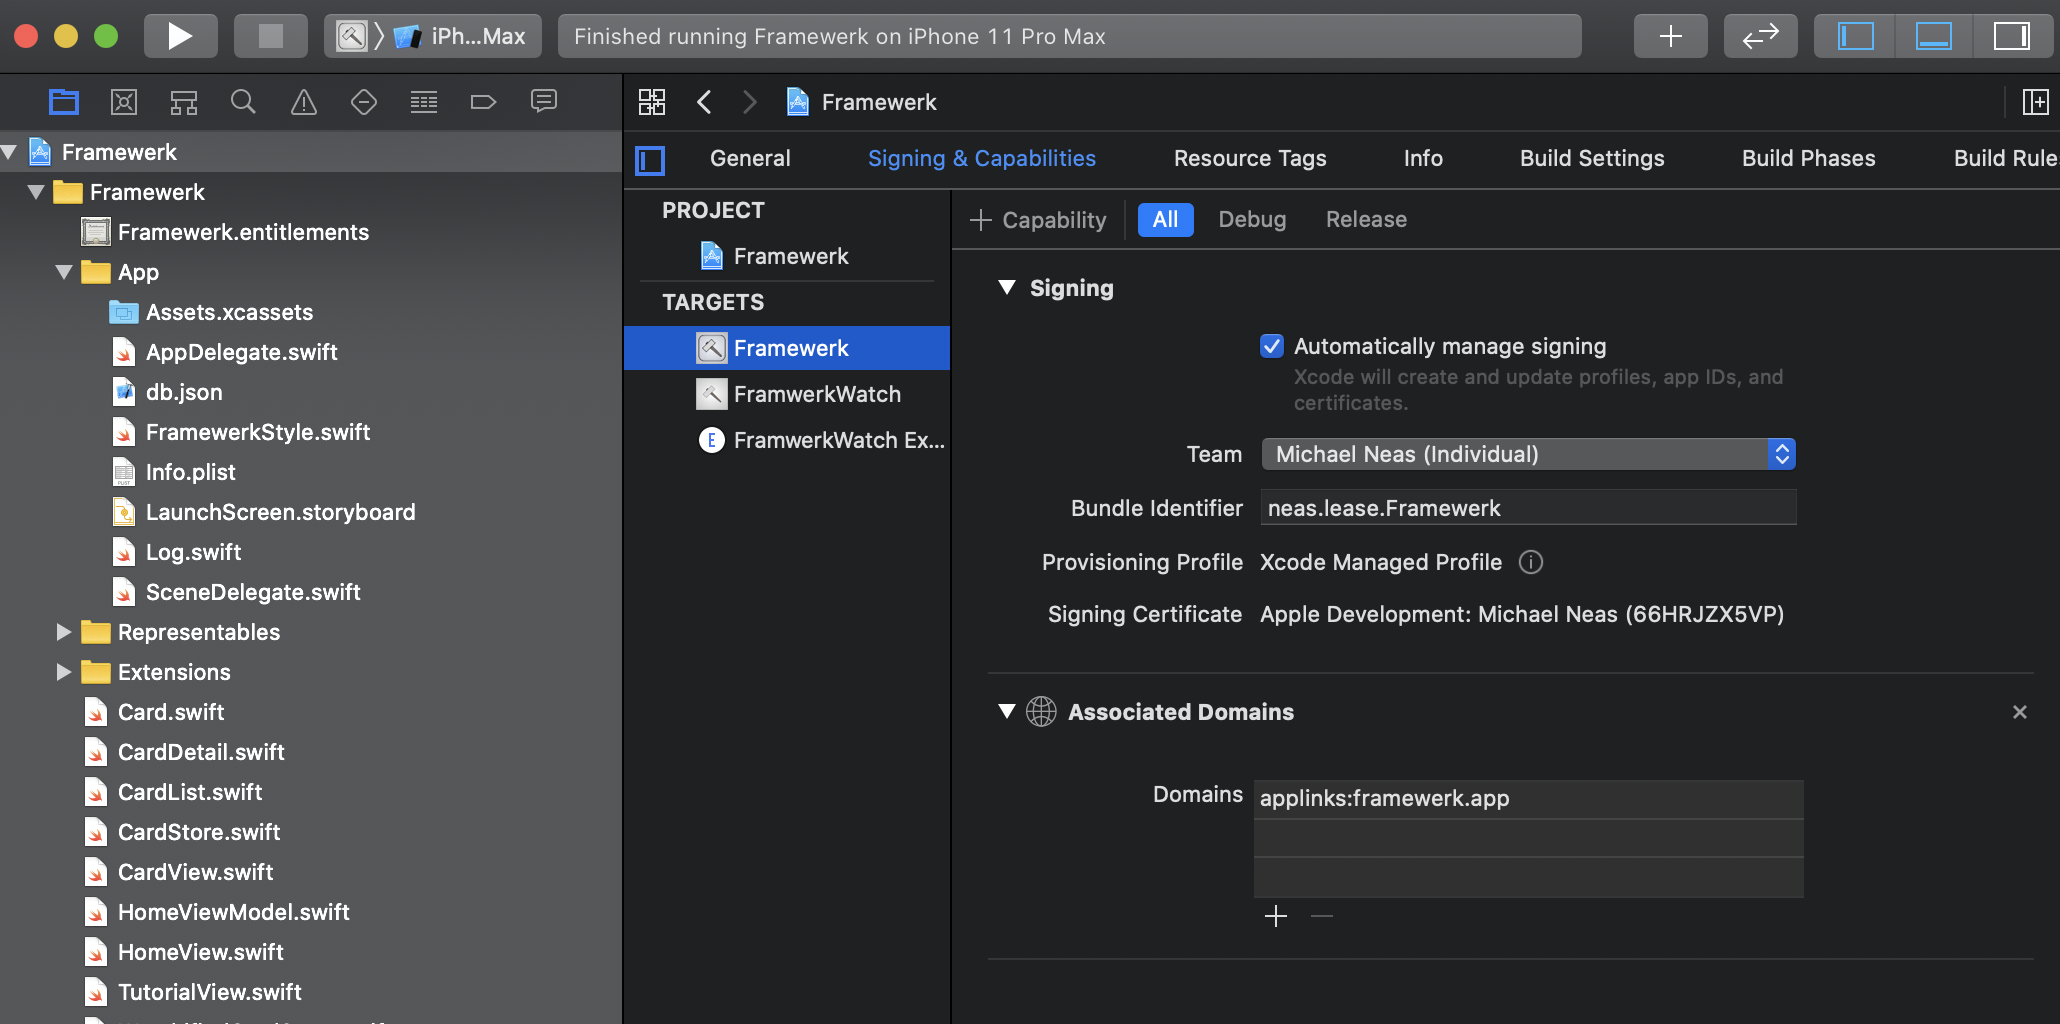 iPh...Max
Finished running Framewerk on iPhone 11 Pro Max
Framewerk
Framewerk
Framewerk.entitlements
App
Assets.xcassets
AppDelegate.swift
db.json
FramewerkStyle.swift
Info.plist
LaunchScreen.storyboard
Log.swift
SceneDelegate.swift
Representables
Extensions
Card.swift
CardDetail.swift
CardList.swift
CardStore.swift
CardView.swift
HomeViewModel.swift
HomeView.swift
TutorialView.swift
Framewerk
General Signing & Capabilities Resource Tags Info Build Settings Build Phases Build Rule
PROJECT
Framewerk
TARGETS
Framewerk
FramwerkWatch
E FramwerkWatch Ex...
+ Capability All Debug Release
Signing
Automatically manage signing
Xcode will create and update profiles, app IDs, and
certificates.
Team Michael Neas (Individual)
Bundle Identifier neas.lease.Framewerk
Provisioning Profile Xcode Managed Profile
Signing Certificate Apple Development: Michael Neas (66HRJZX5VP)
Associated Domains
Domains applinks:framewerk.app